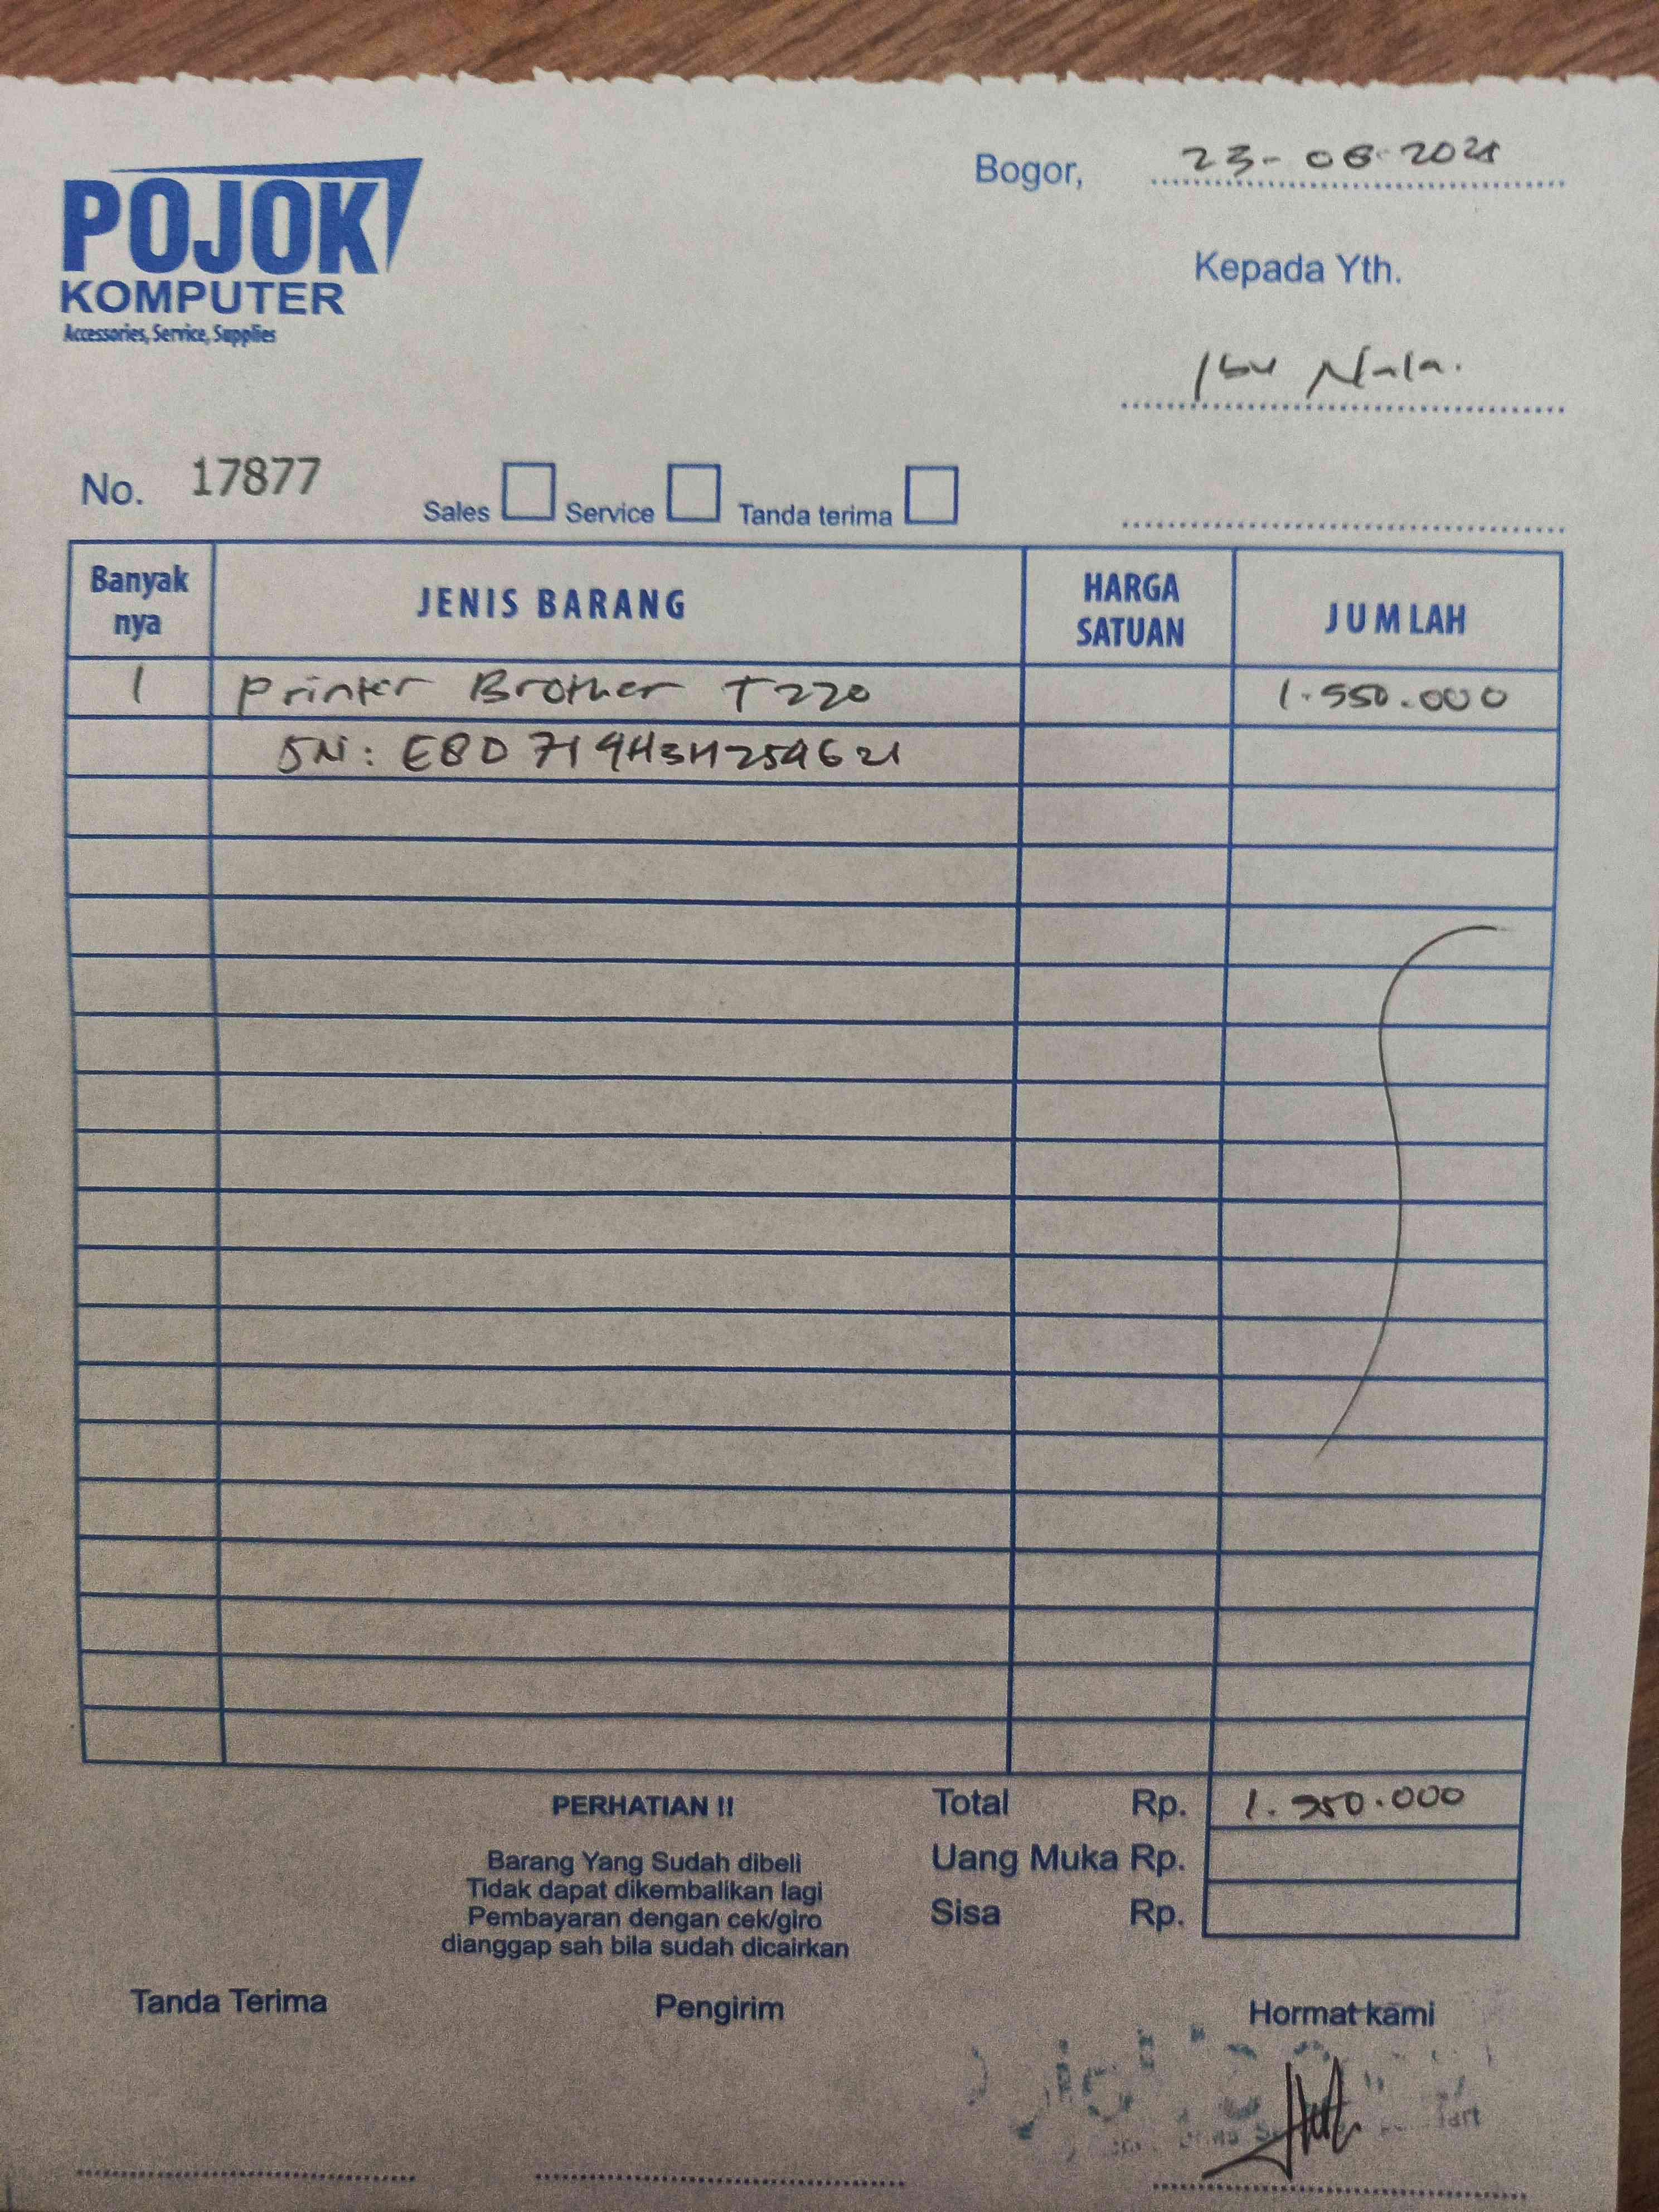 POJOK
KOMPUTER
Accessories, Service, Supplies
Bogor, 23-08-2021
Kepada Yth.
Ibu Nala.
No. 17877
Sales Service Tanda terima
Banyak nya JENIS BARANG HARGA SATUAN JUMLAH
1 Printer Brother T220 1.550.000
SN: E80719H3H259621
PERHATIAN !!
Barang Yang Sudah dibeli
Tidak dapat dikembalikan lagi
Pembayaran dengan cek/giro
dianggap sah bila sudah dicairkan
Total Rp. 1.550.000
Uang Muka Rp.
Sisa Rp.
Tanda Terima Pengirim Hormat kami